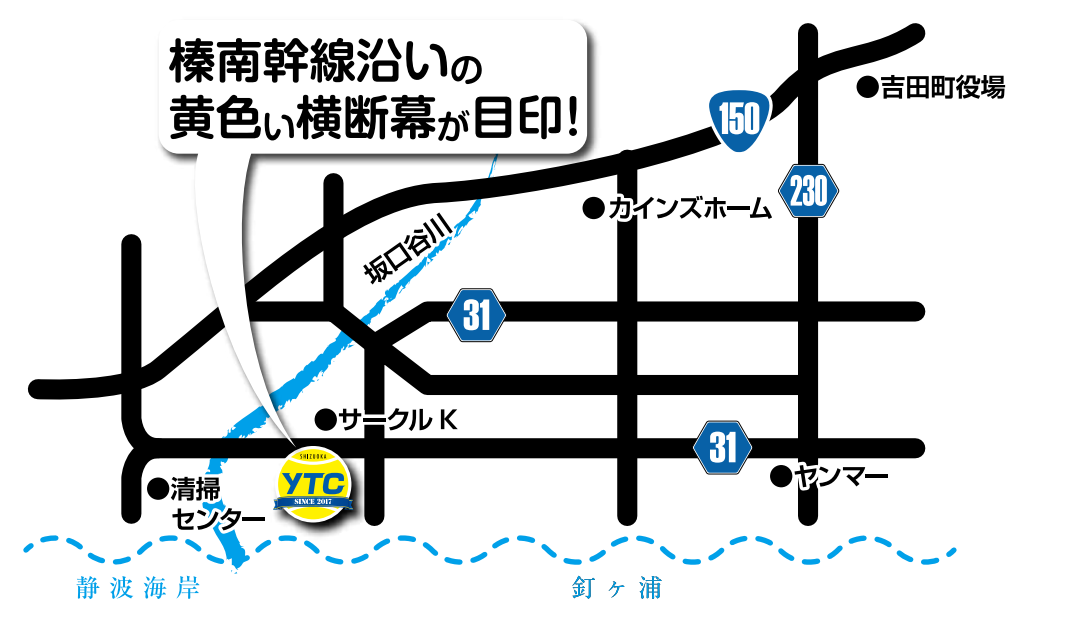 榛南幹線沿いの
黄色い横断幕が目印!
150
吉田町役場
230
カインズホーム
坂口谷川
31
サークルK
31
ヤンマー
SHIZUOKA
YTC
SINCE 2017
清掃
センター
静波海岸
釘ヶ浦